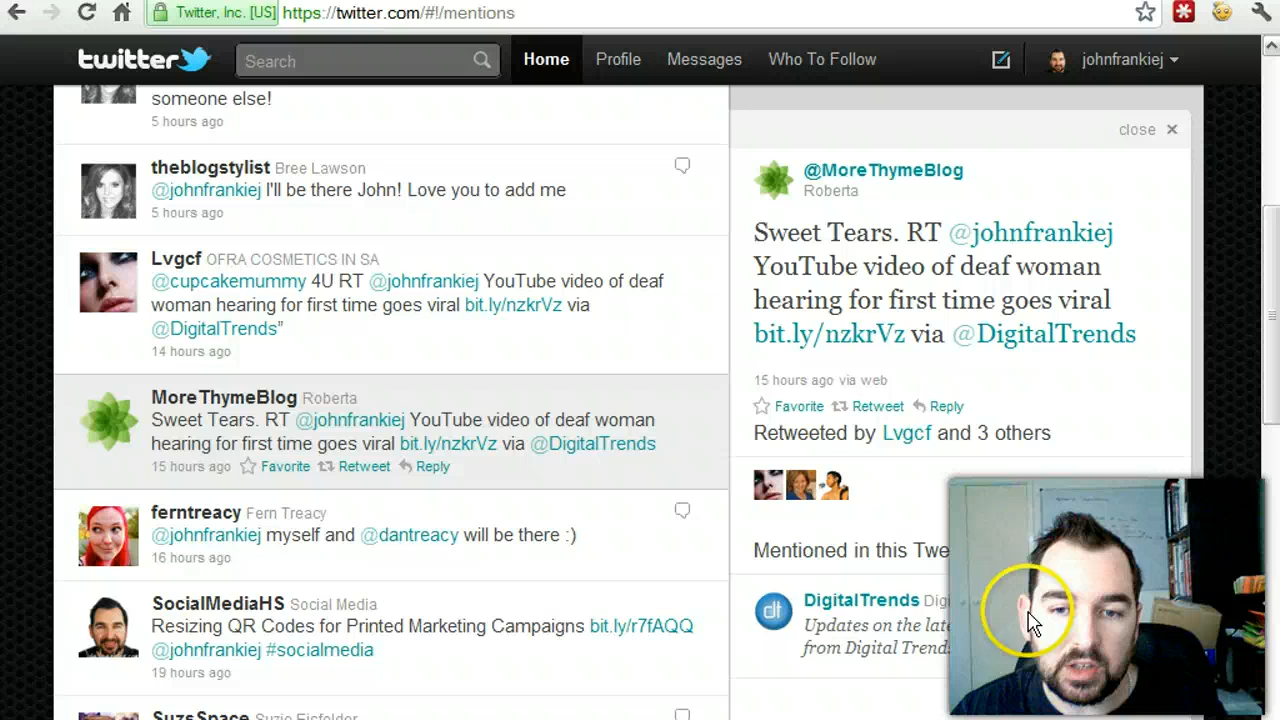 Twitter, Inc. [US] https://twitter.com/#!/mentions
twitter Search Home Profile Messages Who To Follow johnfrankiej
someone else!
5 hours ago
theblogstylist Bree Lawson
@johnfrankiej I'll be there John! Love you to add me
5 hours ago
Lvgcf OFRA COSMETICS IN SA
@cupcakemummy 4U RT @johnfrankiej YouTube video of deaf
woman hearing for first time goes viral bit.ly/nzkrVz via
@DigitalTrends”
14 hours ago
MoreThymeBlog Roberta
Sweet Tears. RT @johnfrankiej YouTube video of deaf woman
hearing for first time goes viral bit.ly/nzkrVz via @DigitalTrends
15 hours ago Favorite Retweet Reply
ferntreacy Fern Treacy
@johnfrankiej myself and @dantreacy will be there :)
16 hours ago
SocialMediaHS Social Media
Resizing QR Codes for Printed Marketing Campaigns bit.ly/r7fAQQ
@johnfrankiej #socialmedia
19 hours ago
SuzsSpace Suzie Eisfelder
close
@MoreThymeBlog
Roberta
Sweet Tears. RT @johnfrankiej
YouTube video of deaf woman
hearing for first time goes viral
bit.ly/nzkrVz via @DigitalTrends
15 hours ago via web
Favorite Retweet Reply
Retweeted by Lvgcf and 3 others
Mentioned in this Twe
dt DigitalTrends Digi
Updates on the late
from Digital Trends